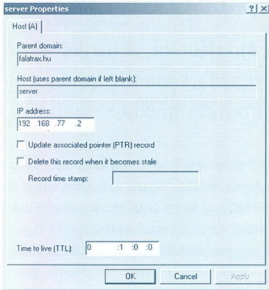 server Properties
? ×
Host (A)
Parent domain:
falatrax.hu
Host (uses parent domain if left blank):
server
IP address:
192 .168 .77 .2
Update associated pointer (PTR) record
Delete this record when it becomes stale
Record time stamp:
Time to live (TTL): 0 :1 :0 :0
OK Cancel Apply